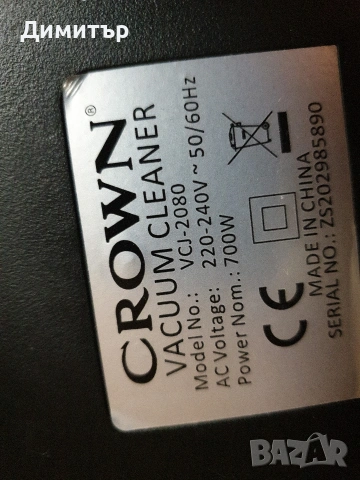 Димитър
CROWN®
VACUUM CLEANER
Model No.: VCJ-2080
AC Voltage: 220-240V ~ 50/60Hz
Power Nom.: 700W
CE
MADE IN CHINA
SERIAL NO.: ZS202985890
BAZAR